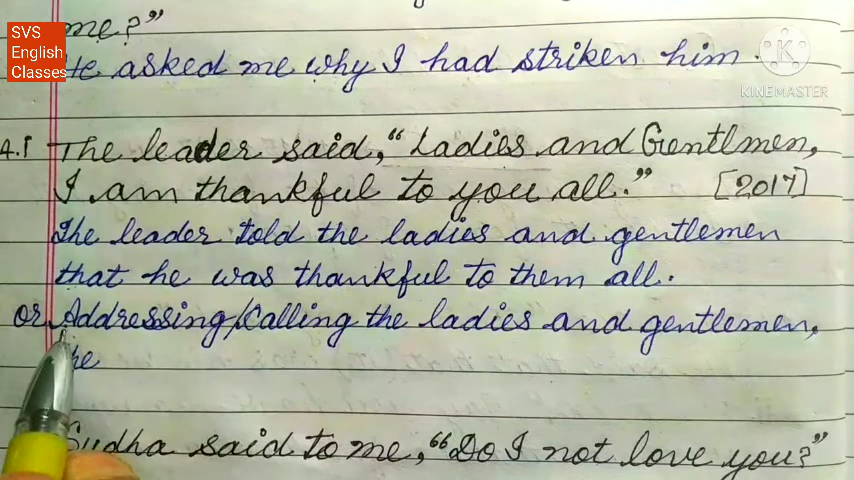 me?"
SVS
English
Classes
He asked me why I had striken him.
KINEMASTER
4. The leader said, "Ladies and Gentlmen,
I am thankful to you all." [2017]
The leader told the ladies and gentlemen
that he was thankful to them all.
or Addressing/Calling the ladies and gentlemen,
he
Sudha said to me, "Do I not love you?"